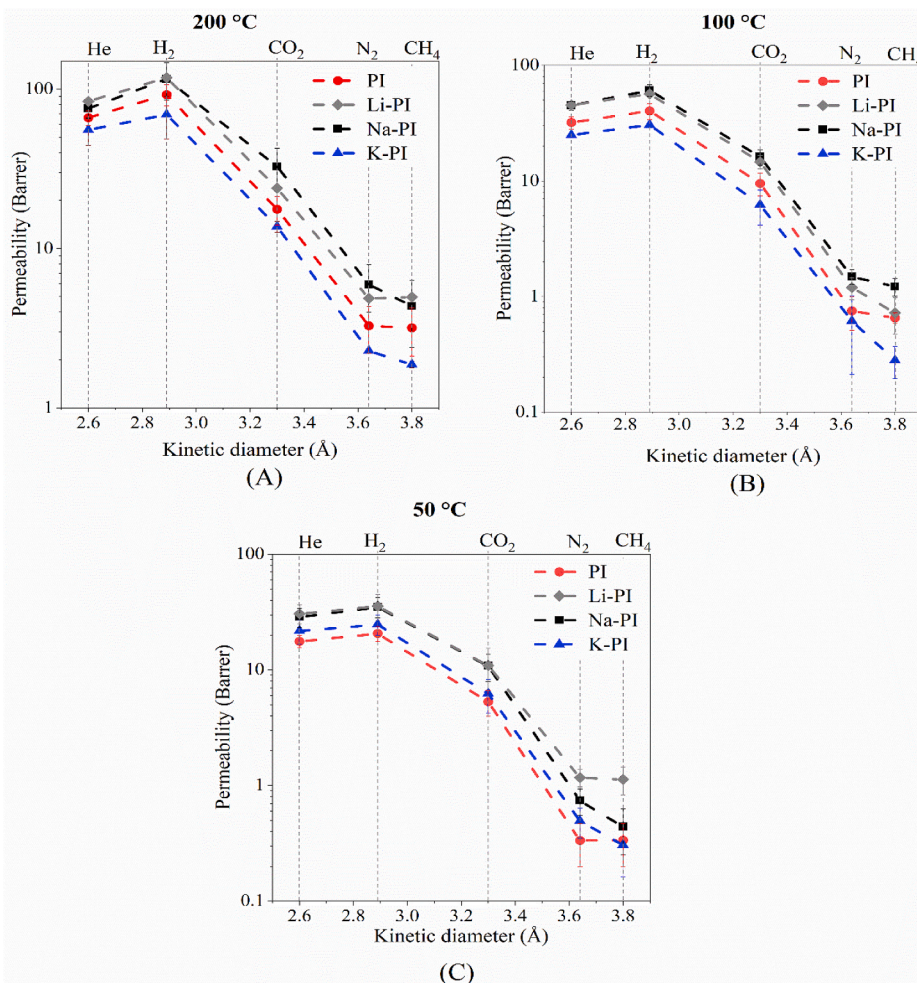 200 °C
He H₂ CO₂ N₂ CH₄
PI
Li-PI
Na-PI
K-PI
100
10
1
Permeability (Barrer)
2.6 2.8 3.0 3.2 3.4 3.6 3.8
Kinetic diameter (Å)
(A)
100 °C
He H₂ CO₂ N₂ CH₄
PI
Li-PI
Na-PI
K-PI
100
10
1
0.1
Permeability (Barrer)
2.6 2.8 3.0 3.2 3.4 3.6 3.8
Kinetic diameter (Å)
(B)
50 °C
He H₂ CO₂ N₂ CH₄
PI
Li-PI
Na-PI
K-PI
100
10
1
0.1
Permeability (Barrer)
2.6 2.8 3.0 3.2 3.4 3.6 3.8
Kinetic diameter (Å)
(C)